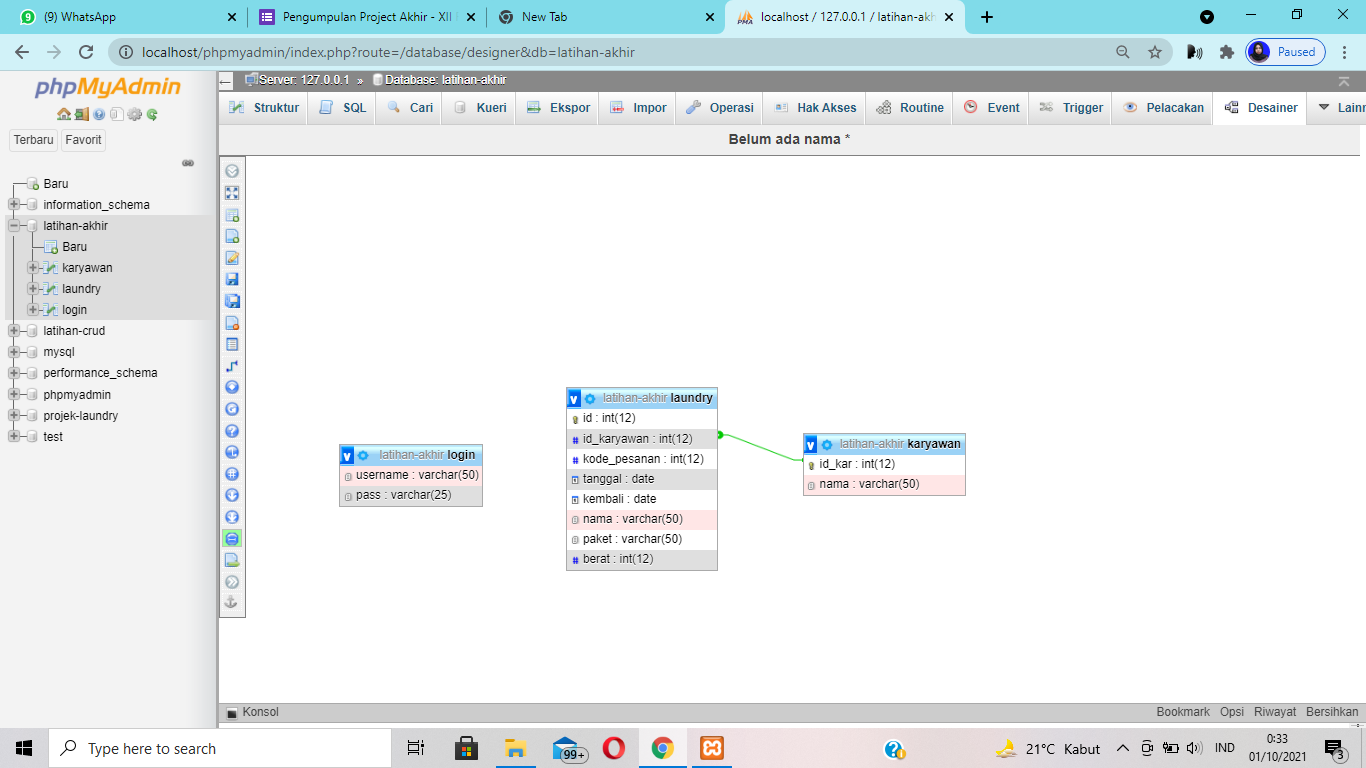 (9) WhatsApp
Pengumpulan Project Akhir - XII
New Tab
localhost / 127.0.0.1 / latihan-akh
localhost/phpmyadmin/index.php?route=/database/designer&db=latihan-akhir
Paused
phpMyAdmin
Terbaru
Favorit
Baru
information_schema
latihan-akhir
Baru
karyawan
laundry
login
latihan-crud
mysql
performance_schema
phpmyadmin
projek-laundry
test
Server: 127.0.0.1 » Database: latihan-akhir
Struktur
SQL
Cari
Kueri
Ekspor
Impor
Operasi
Hak Akses
Routine
Event
Trigger
Pelacakan
Desainer
Lainn
Belum ada nama *
v latihan-akhir login
username : varchar(50)
pass : varchar(25)
v latihan-akhir laundry
id : int(12)
# id_karyawan : int(12)
# kode_pesanan : int(12)
tanggal : date
kembali : date
nama : varchar(50)
paket : varchar(50)
# berat : int(12)
v latihan-akhir karyawan
id_kar : int(12)
nama : varchar(50)
Konsol
Bookmark Opsi Riwayat Bersihkan
Type here to search
99+
21°C Kabut
IND
0:33
01/10/2021
3